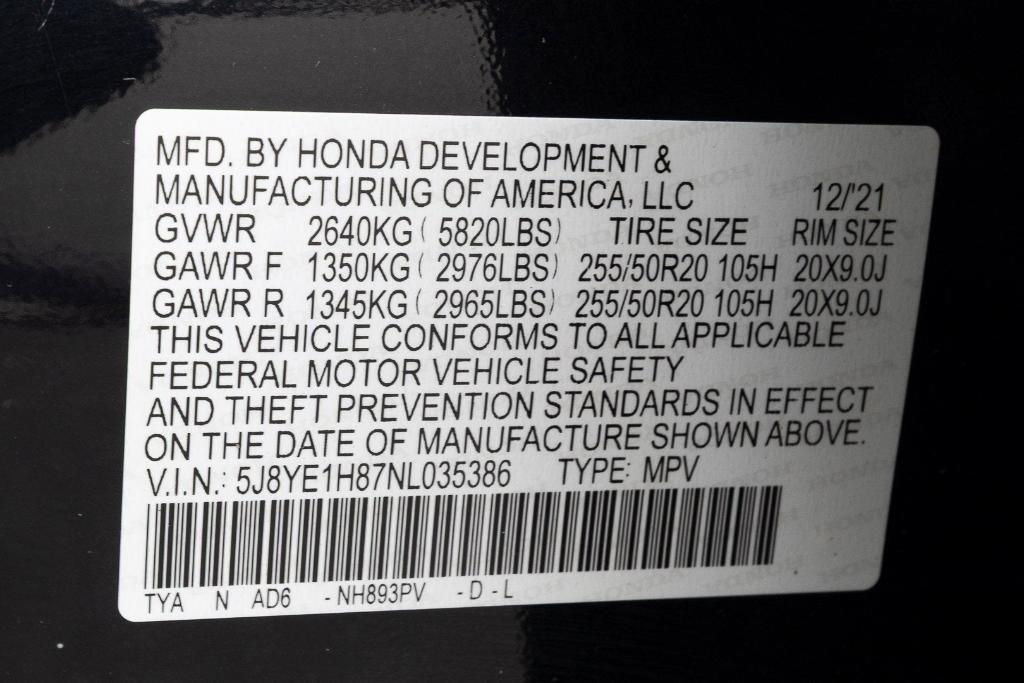 MFD. BY HONDA DEVELOPMENT &
MANUFACTURING OF AMERICA, LLC 12/'21
GVWR 2640KG ( 5820LBS) TIRE SIZE RIM SIZE
GAWR F 1350KG ( 2976LBS) 255/50R20 105H 20X9.0J
GAWR R 1345KG ( 2965LBS) 255/50R20 105H 20X9.0J
THIS VEHICLE CONFORMS TO ALL APPLICABLE
FEDERAL MOTOR VEHICLE SAFETY
AND THEFT PREVENTION STANDARDS IN EFFECT
ON THE DATE OF MANUFACTURE SHOWN ABOVE.
V.I.N.: 5J8YE1H87NL035386 TYPE: MPV
TYA N AD6 -NH893PV -D-L